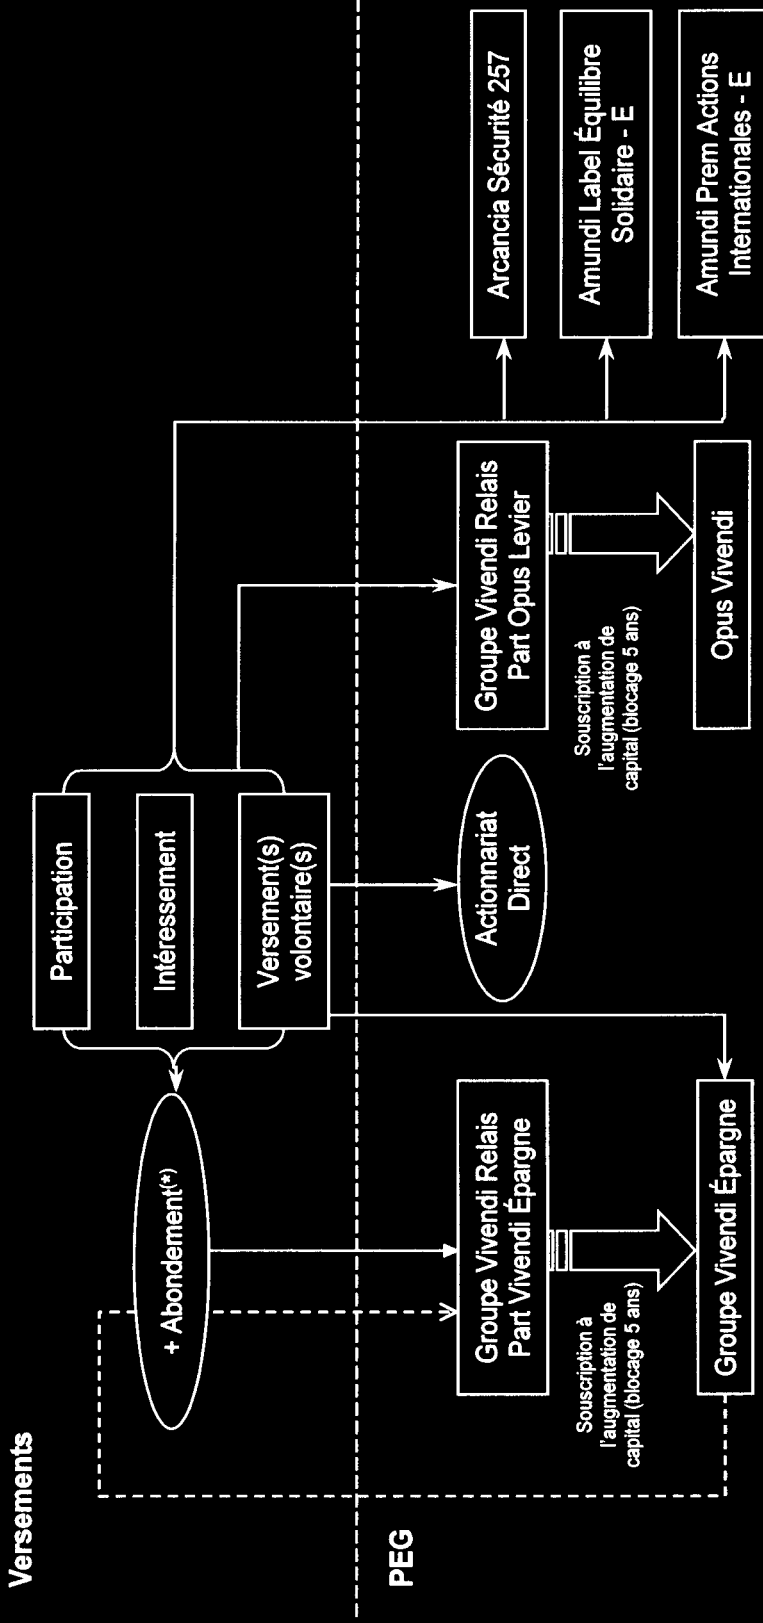 Versements
Participation
Intéressement
Versement(s)
volontaire(s)
+ Abondement(*)
PEG
Groupe Vivendi Relais
Part Vivendi Épargne
Souscription à
l'augmentation de
capital (blocage 5 ans)
Groupe Vivendi Épargne
Actionnariat
Direct
Groupe Vivendi Relais
Part Opus Levier
Souscription à
l'augmentation de
capital (blocage 5 ans)
Opus Vivendi
Arcancia Sécurité 257
Amundi Label Équilibre
Solidaire - E
Amundi Prem Actions
Internationales - E